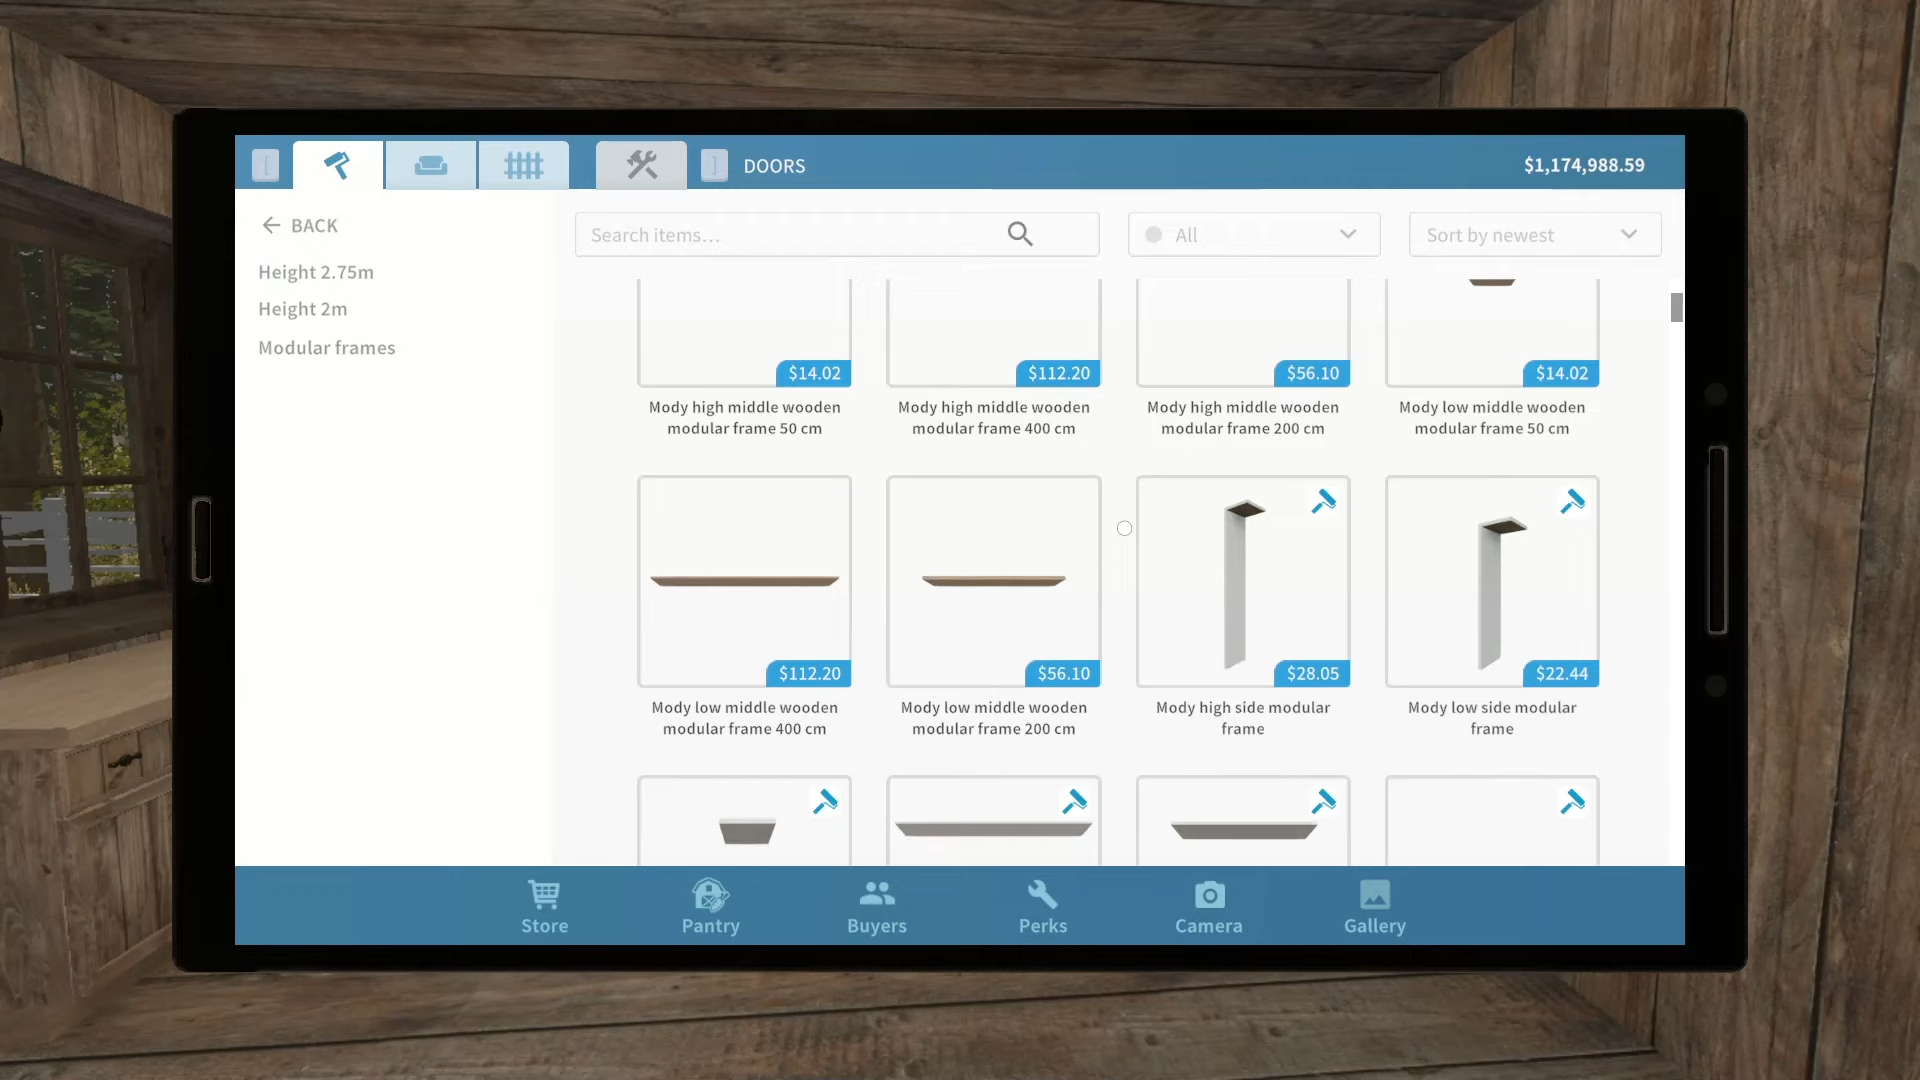 [
]
DOORS
$1,174,988.59
BACK
Height 2.75m
Height 2m
Modular frames
Search items...
All
Sort by newest
$14.02
$112.20
$56.10
$14.02
Mody high middle wooden
modular frame 50 cm
Mody high middle wooden
modular frame 400 cm
Mody high middle wooden
modular frame 200 cm
Mody low middle wooden
modular frame 50 cm
$112.20
$56.10
$28.05
$22.44
Mody low middle wooden
modular frame 400 cm
Mody low middle wooden
modular frame 200 cm
Mody high side modular
frame
Mody low side modular
frame
Store
Pantry
Buyers
Perks
Camera
Gallery